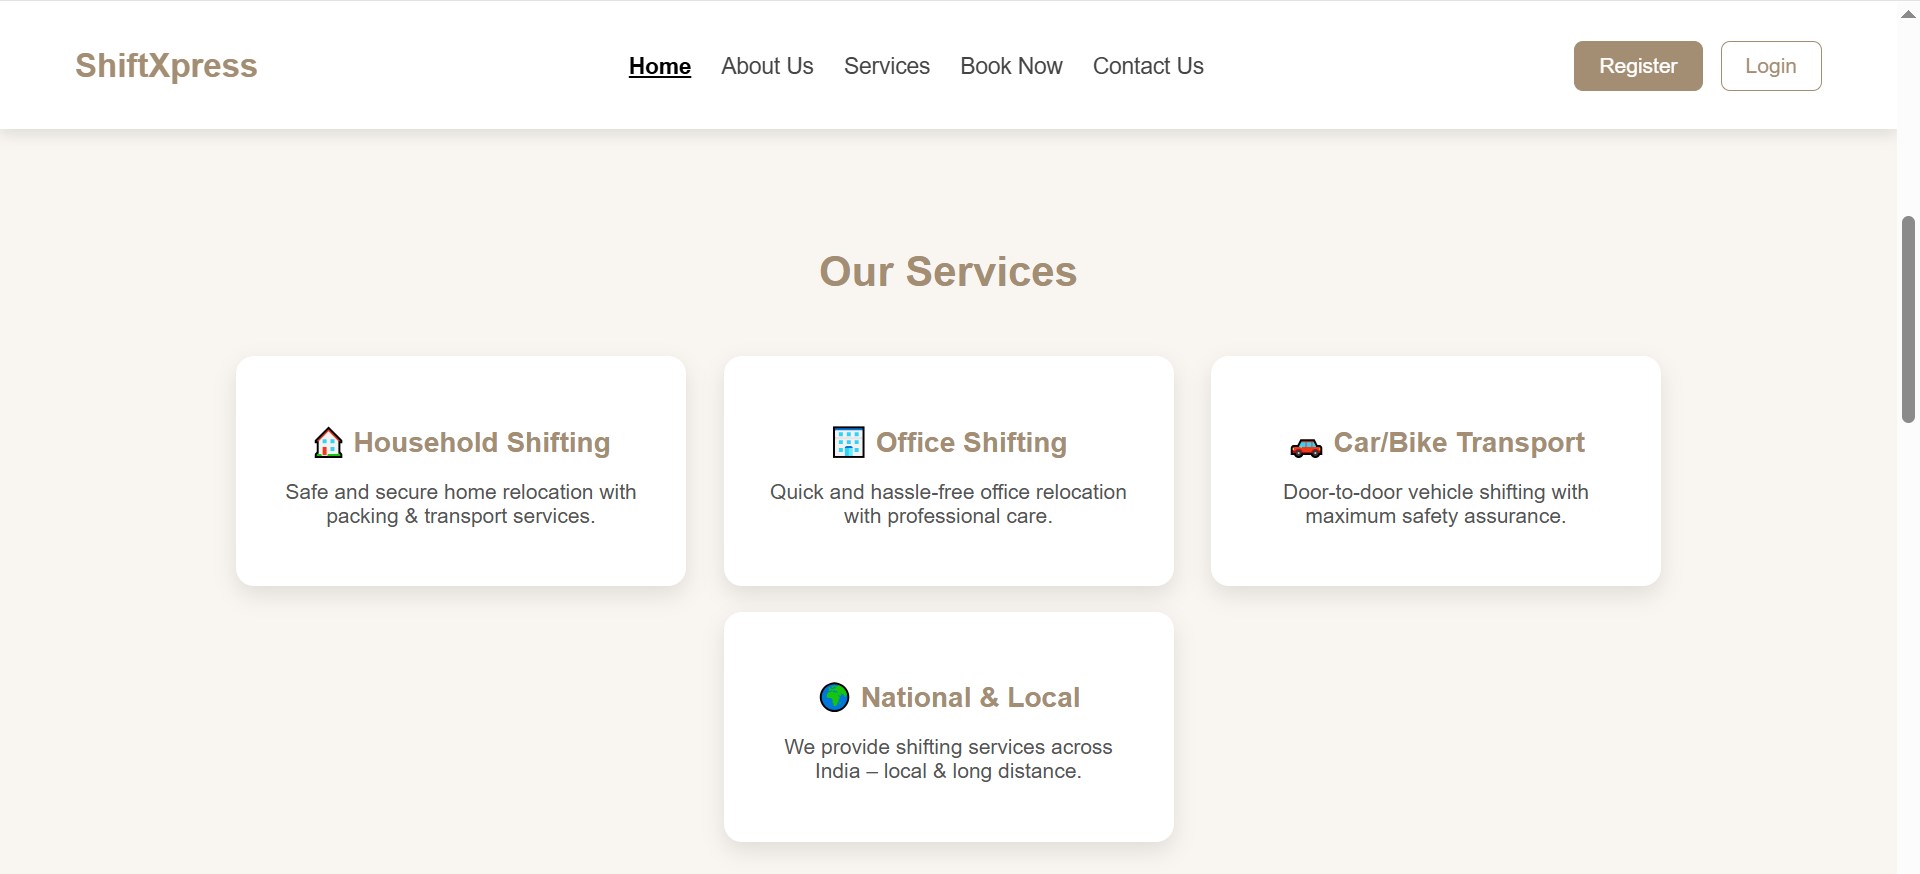 ShiftXpress
Home
About Us
Services
Book Now
Contact Us
Register
Login
Our Services
Household Shifting
Safe and secure home relocation with
packing & transport services.
Office Shifting
Quick and hassle-free office relocation
with professional care.
Car/Bike Transport
Door-to-door vehicle shifting with
maximum safety assurance.
National & Local
We provide shifting services across
India – local & long distance.